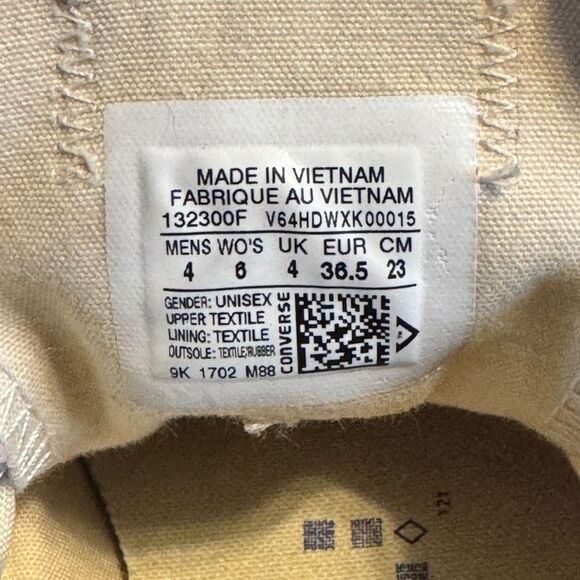 MADE IN VIETNAM
FABRIQUE AU VIETNAM
132300F V64HDWXK00015
MENS WO'S UK EUR CM
4 6 4 36.5 23
GENDER: UNISEX
UPPER TEXTILE
LINING: TEXTILE
OUTSOLE: TEXTILE/RUBBER
9K 1702 M88
CONVERSE
121